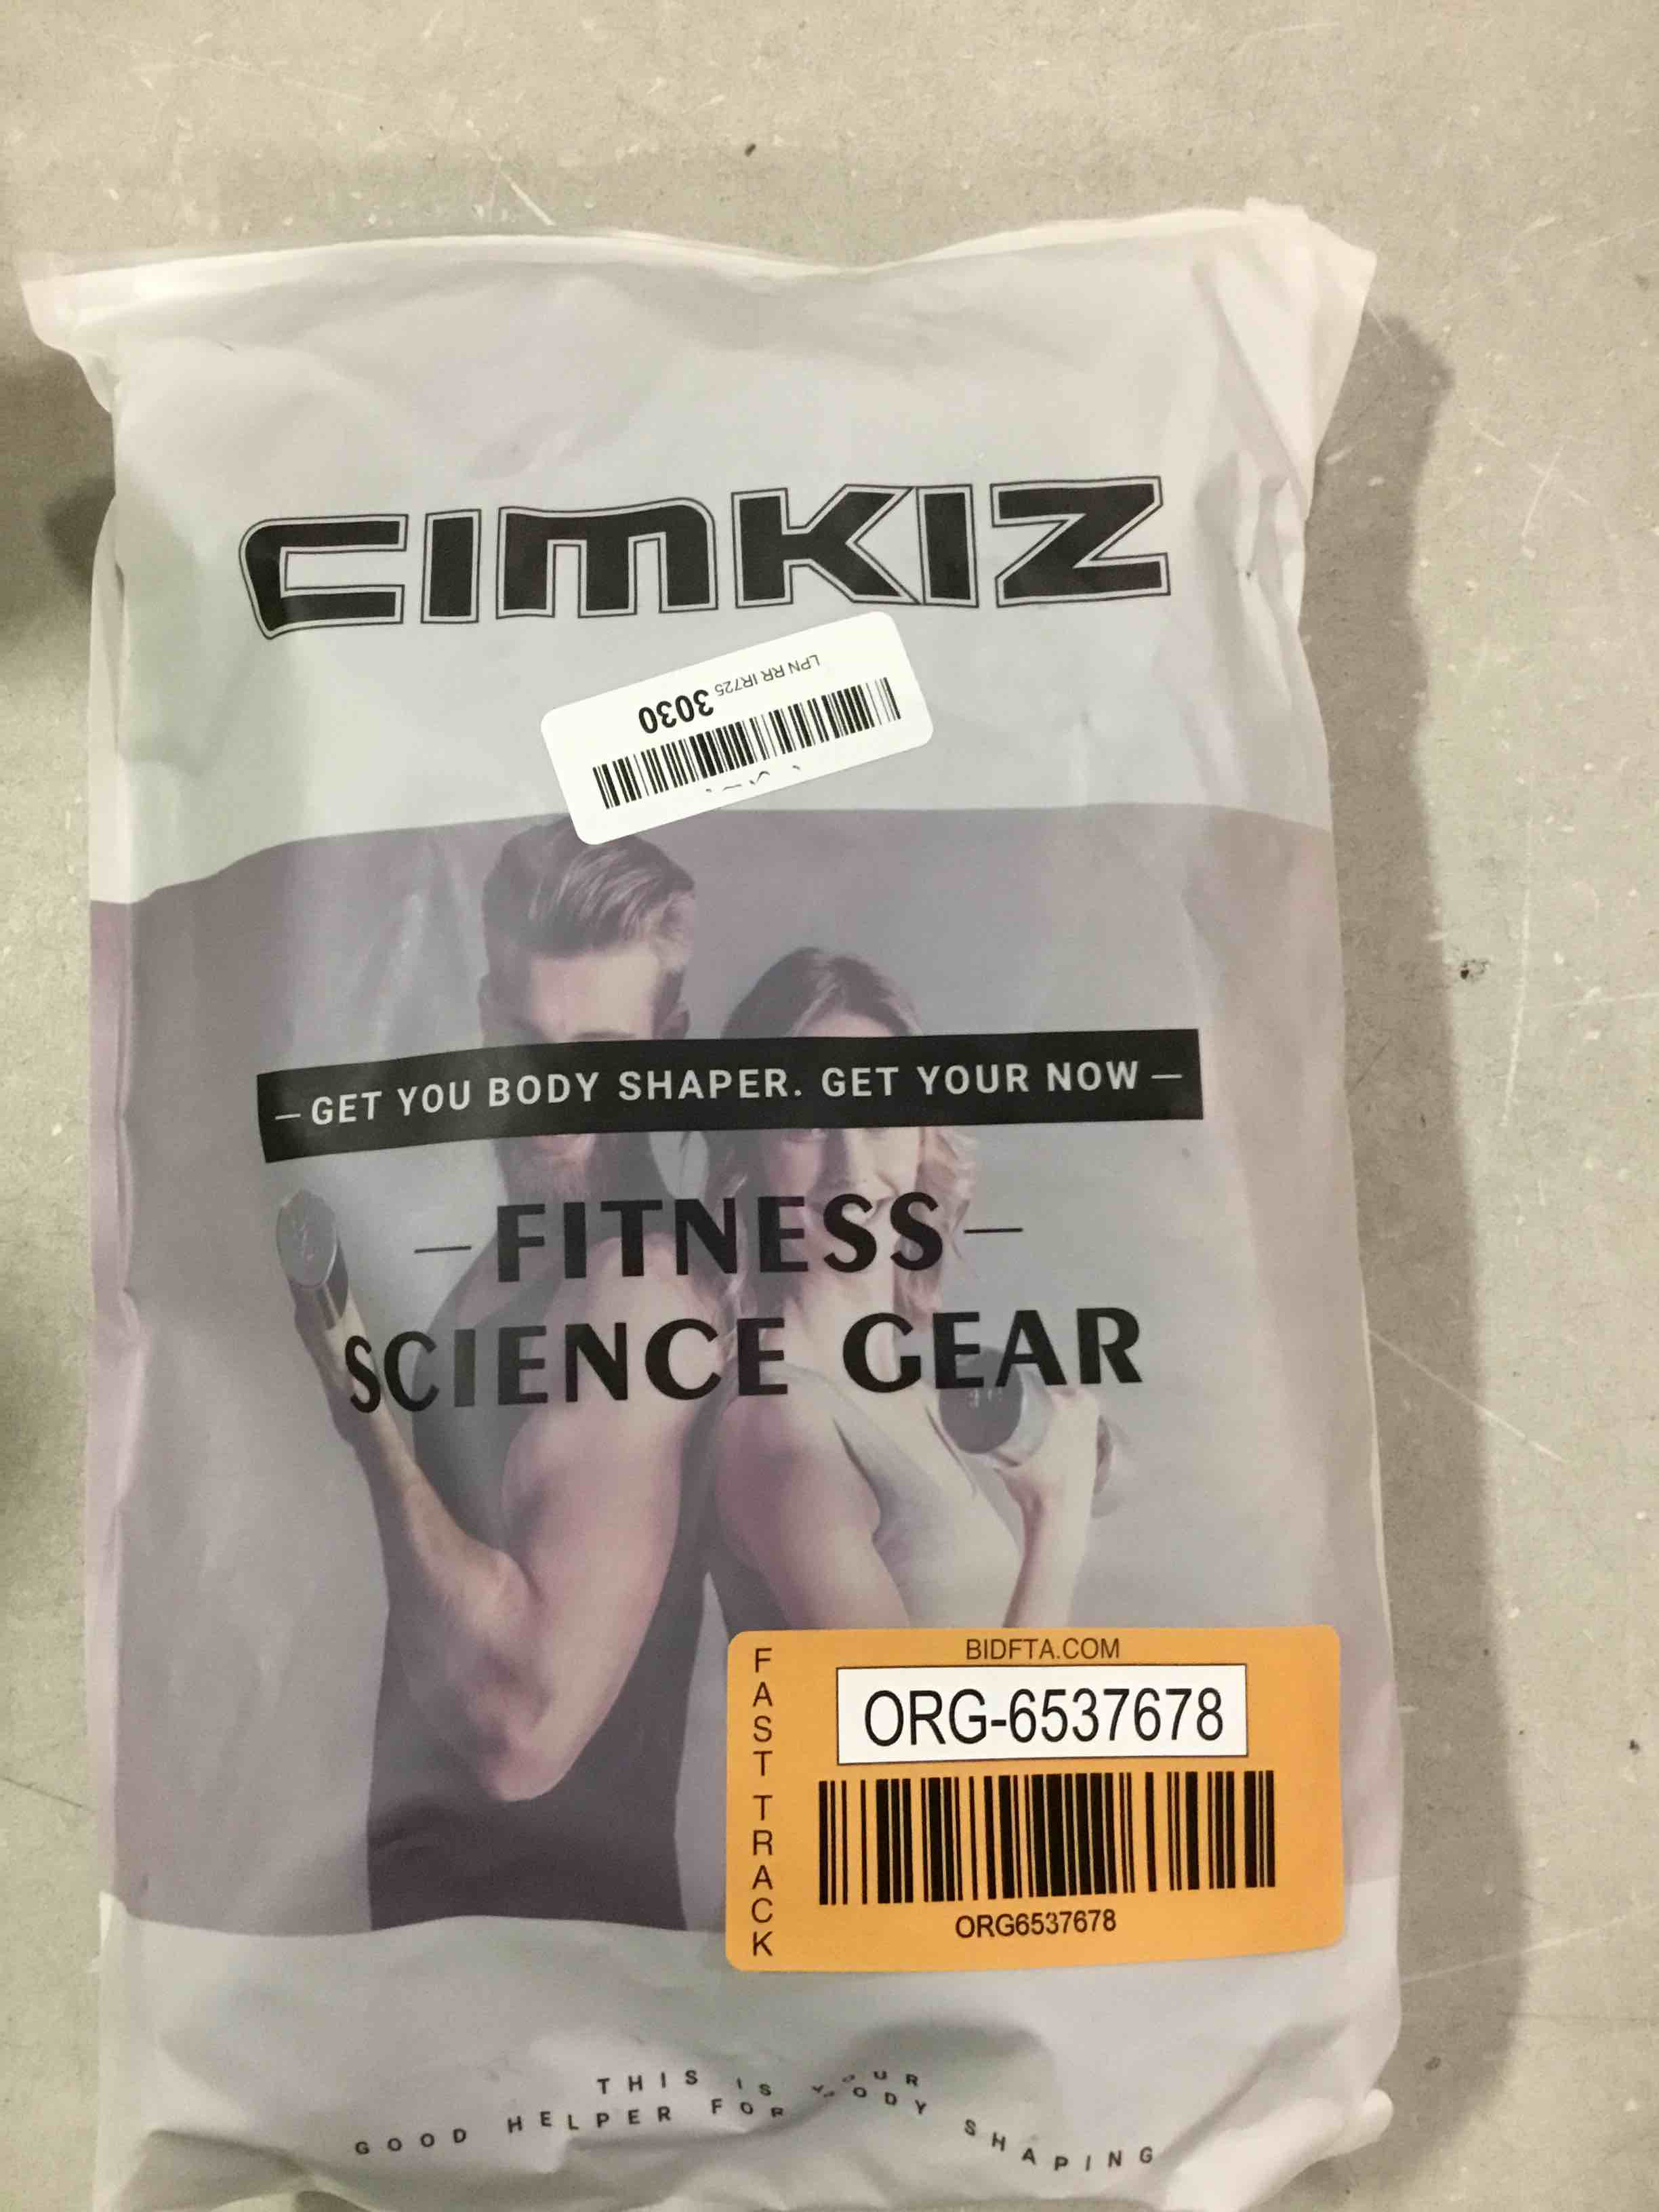 CIMKIZ
LPN RR IR725 3030
— GET YOU BODY SHAPER. GET YOUR NOW —
— FITNESS —
SCIENCE GEAR
BIDFTA.COM
FAST TRACK
ORG-6537678
ORG6537678
THIS IS YOUR
GOOD HELPER FOR BODY SHAPING